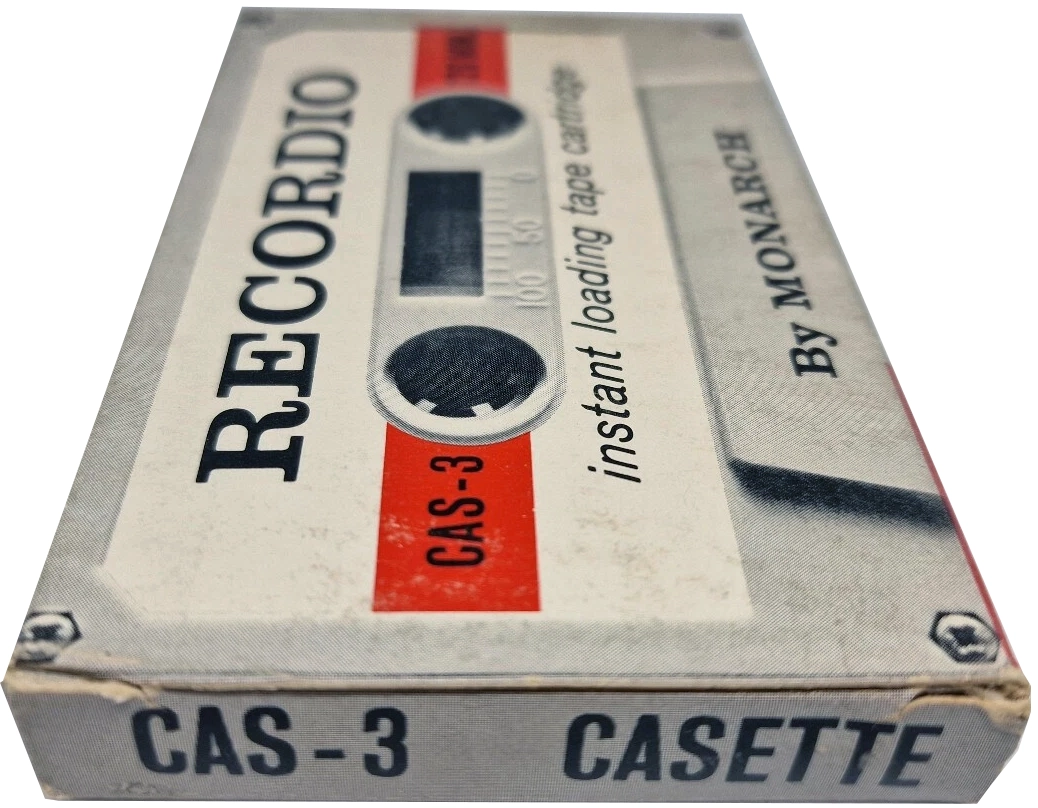 RECORDIO
CAS-3
100 50 0
instant loading tape cartridge
By MONARCH
CAS-3 CASETTE